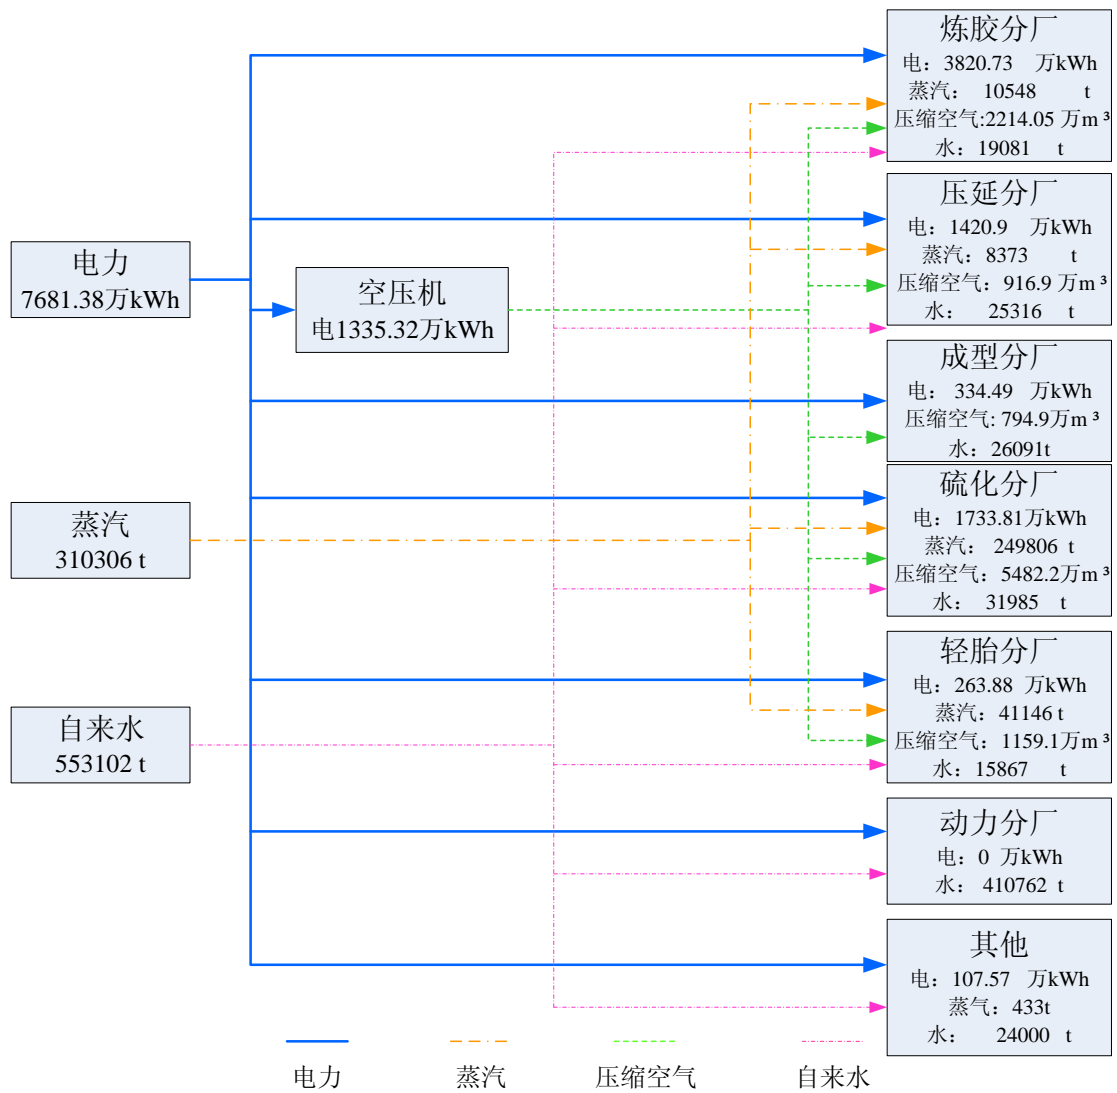 电力
7681.38万kWh
蒸汽
310306 t
自来水
553102 t
空压机
电1335.32万kWh
炼胶分厂
电：3820.73 万kWh
蒸汽： 10548 t
压缩空气:2214.05 万m³
水：19081 t
压延分厂
电：1420.9 万kWh
蒸汽：8373 t
压缩空气：916.9 万m³
水： 25316 t
成型分厂
电： 334.49 万kWh
压缩空气: 794.9万m³
水：26091t
硫化分厂
电：1733.81万kWh
蒸汽：249806 t
压缩空气：5482.2万m³
水： 31985 t
轻胎分厂
电：263.88 万kWh
蒸汽：41146 t
压缩空气：1159.1万m³
水：15867 t
动力分厂
电：0 万kWh
水： 410762 t
其他
电：107.57 万kWh
蒸气：433t
水： 24000 t
电力
蒸汽
压缩空气
自来水